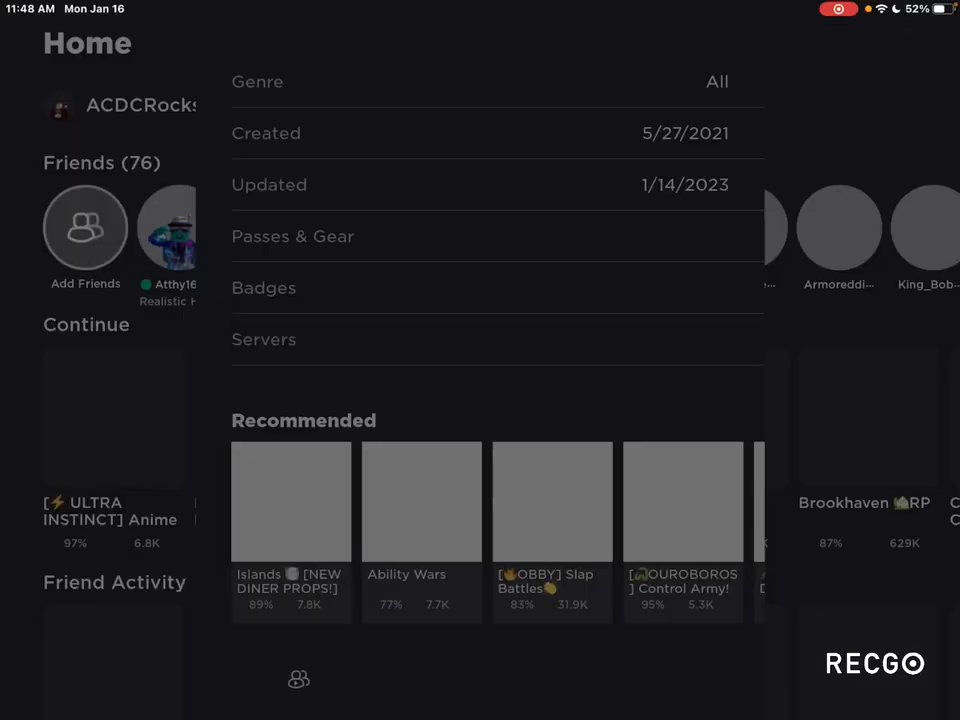 11:48 AM Mon Jan 16
52%
Home
ACDCRocks
Friends (76)
Add Friends
Atthy16
Realistic H
Armoreddi...
King_Bob...
Continue
[⚡ ULTRA
INSTINCT] Anime
97% 6.8K
Brookhaven 🏡RP
87% 629K
Friend Activity
Genre All
Created 5/27/2021
Updated 1/14/2023
Passes & Gear
Badges
Servers
Recommended
Islands [NEW
DINER PROPS!]
89% 7.8K
Ability Wars
77% 7.7K
[🔥OBBY] Slap
Battles👏
83% 31.9K
[OUROBOROS
] Control Army!
95% 5.3K
RECGO